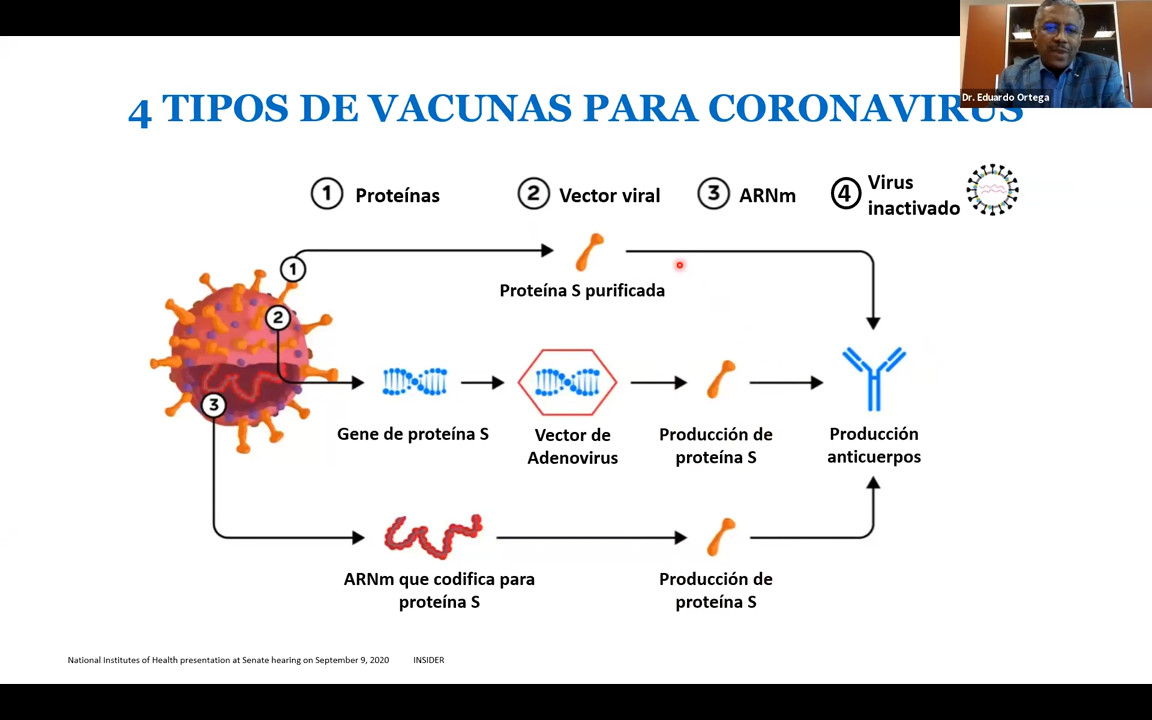 Dr. Eduardo Ortega
4 TIPOS DE VACUNAS PARA CORONAVIRUS
1 Proteínas
2 Vector viral
3 ARNm
4 Virus
inactivado
1
Proteína S purificada
2
3
Gene de proteína S
Vector de
Adenovirus
Producción de
proteína S
Producción
anticuerpos
ARNm que codifica para
proteína S
Producción de
proteína S
National Institutes of Health presentation at Senate hearing on September 9, 2020 INSIDER